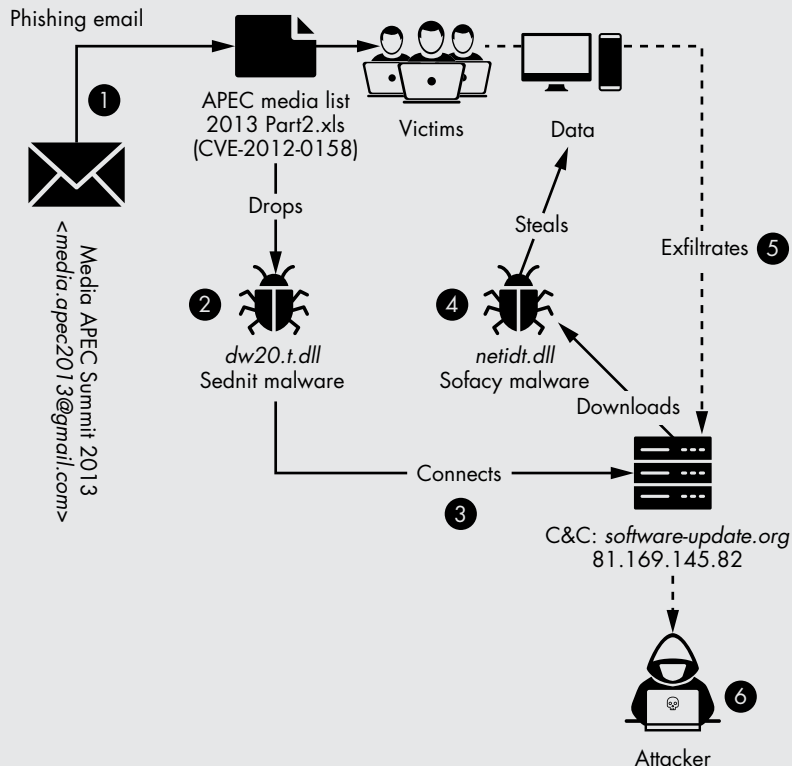 Phishing email
1
APEC media list
2013 Part2.xls
(CVE-2012-0158)
Victims
Data
Media APEC Summit 2013
<media.apec2013@gmail.com>
Drops
Steals
Exfiltrates 5
2
dw20.t.dll
Sednit malware
4
netidt.dll
Sofacy malware
Downloads
Connects
3
C&C: software-update.org
81.169.145.82
6
Attacker